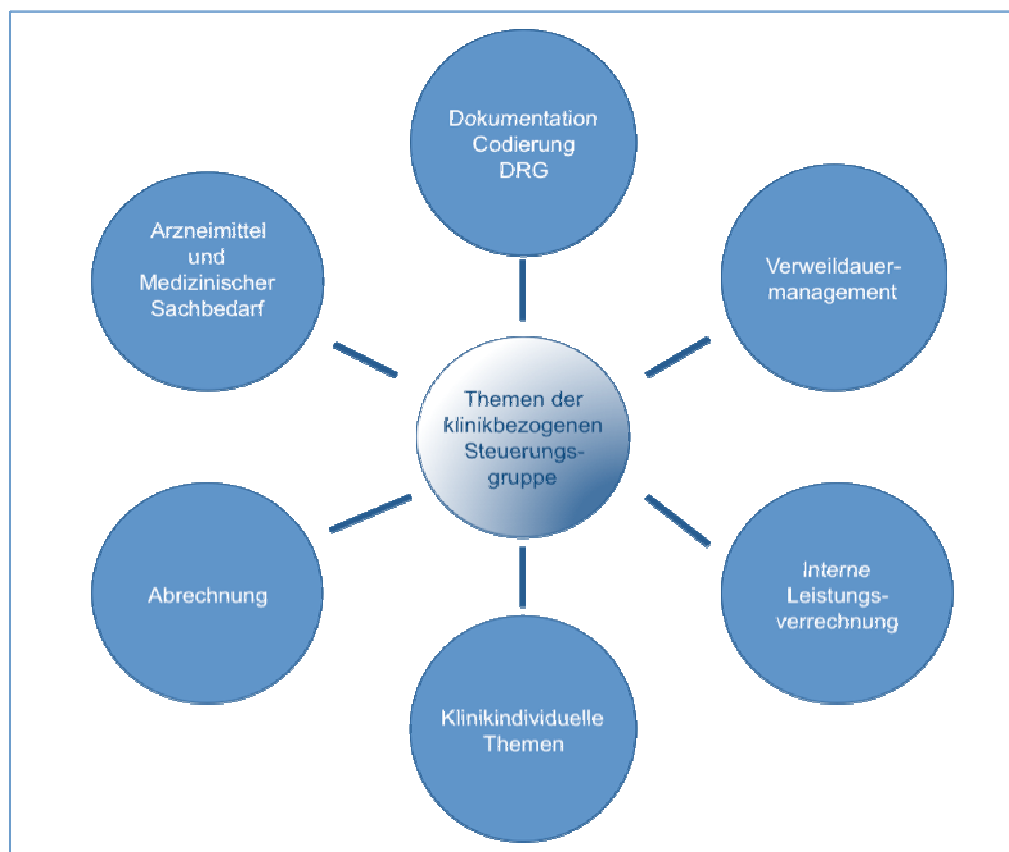 Dokumentation
Codierung
DRG
Arzneimittel
und
Medizinischer
Sachbedarf
Verweildauer-
management
Themen der
klinikbezogenen
Steuerungs-
gruppe
Abrechnung
Interne
Leistungs-
verrechnung
Klinikindividuelle
Themen